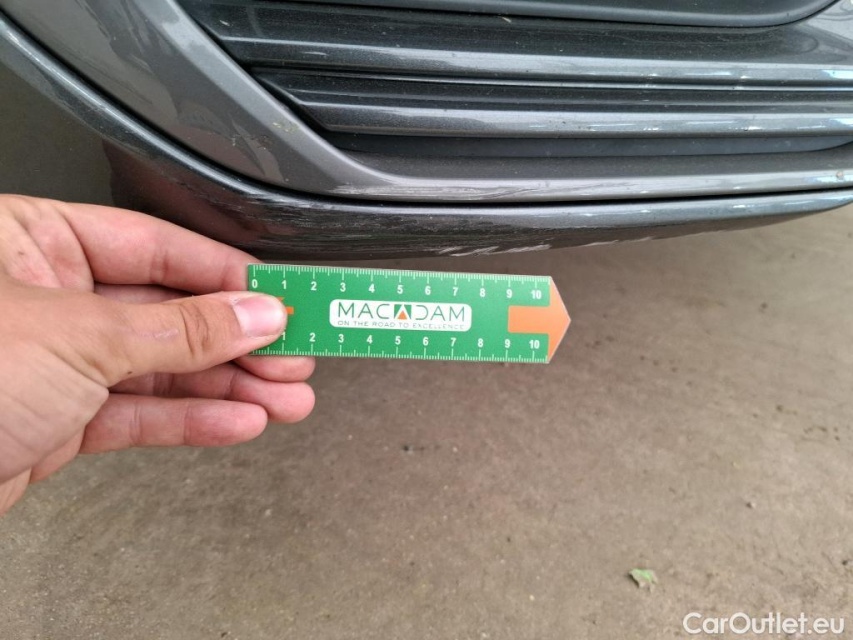 0 1 2 3 4 5 6 7 8 9 10
MACADAM
ON THE ROAD TO EXCELLENCE
1 2 3 4 5 6 7 8 9 10
CarOutlet.eu